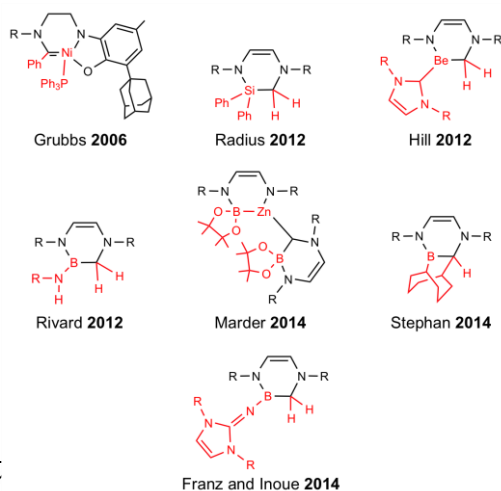 R N N
Ph Ni
Ph₃P O
Grubbs 2006
R N N R
Si
Ph Ph H H
Radius 2012
R N N R
R Be
N H H
N R
Hill 2012
R N N R
B
R N H H
H
Rivard 2012
R N N R
O B Zn
O R
O B N
O N
R
Marder 2014
R N N R
B H
Stephan 2014
R N N R
R N B
N H H
N
R
t
Franz and Inoue 2014